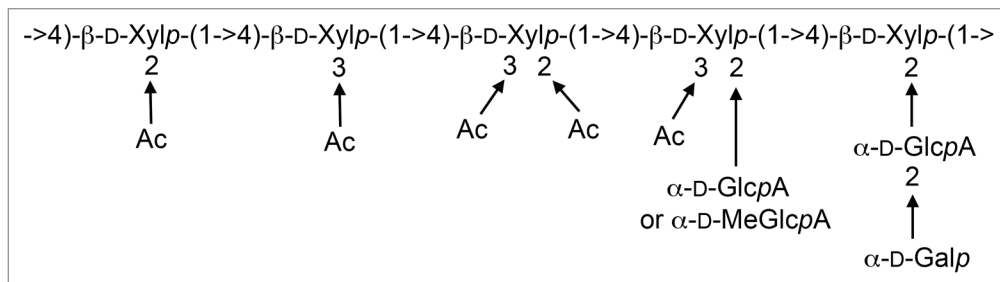 ->4)-β-D-Xylp-(1->4)-β-D-Xylp-(1->4)-β-D-Xylp-(1->4)-β-D-Xylp-(1->4)-β-D-Xylp-(1->
2 3 3 2 3 2 2
Ac Ac Ac Ac Ac α-D-GlcpA
α-D-GlcpA 2
or α-D-MeGlcpA
α-D-Galp